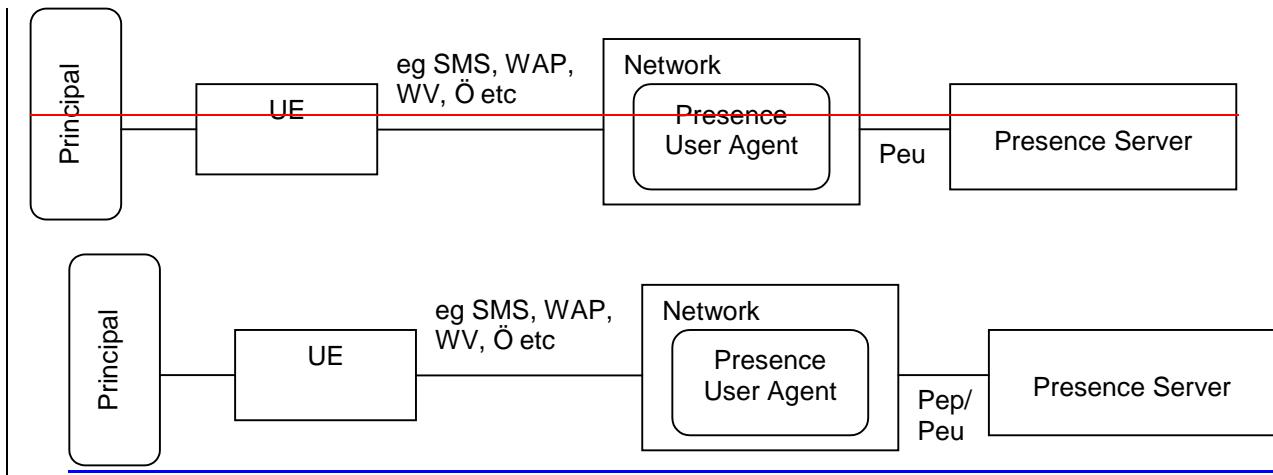 Principal
UE
eg SMS, WAP,
WV, Ö etc
Network
Presence
User Agent
Peu
Presence Server
Principal
UE
eg SMS, WAP,
WV, Ö etc
Network
Presence
User Agent
Pep/
Peu
Presence Server